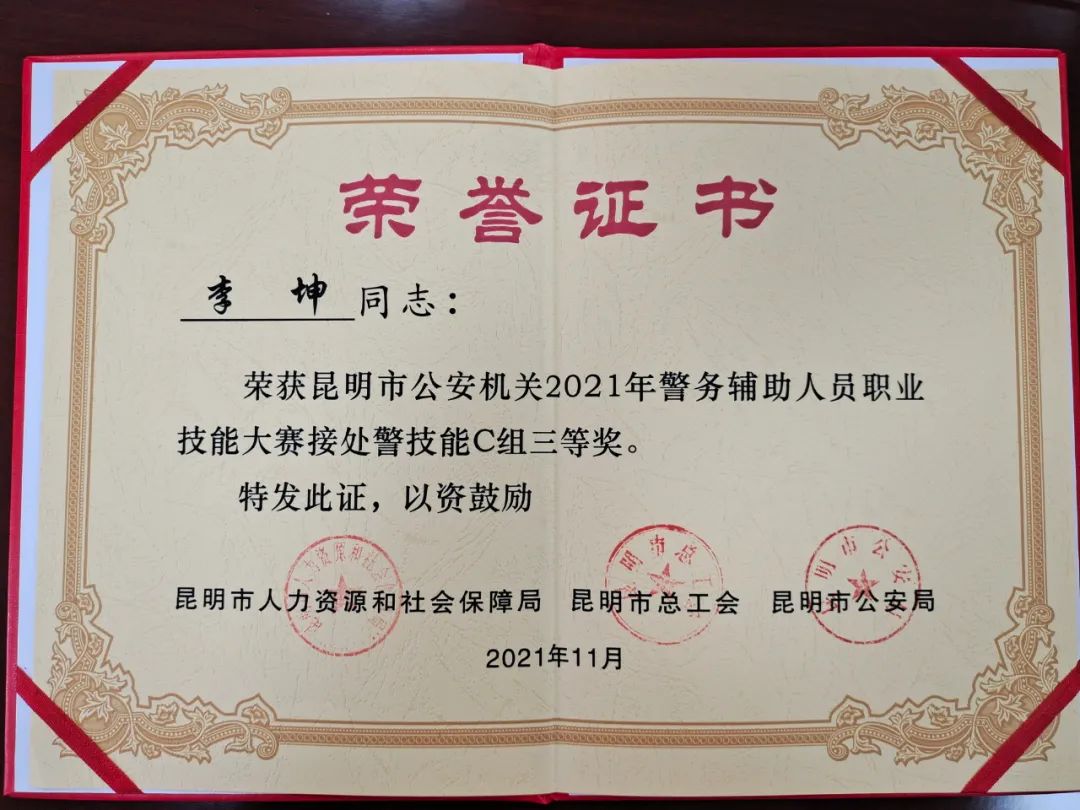 荣誉证书
李 坤 同志：
荣获昆明市公安机关2021年警务辅助人员职业
技能大赛接处警技能C组三等奖。
特发此证，以资鼓励
昆明市人力资源和社会保障局 昆明市总工会 昆明市公安局
2021年11月